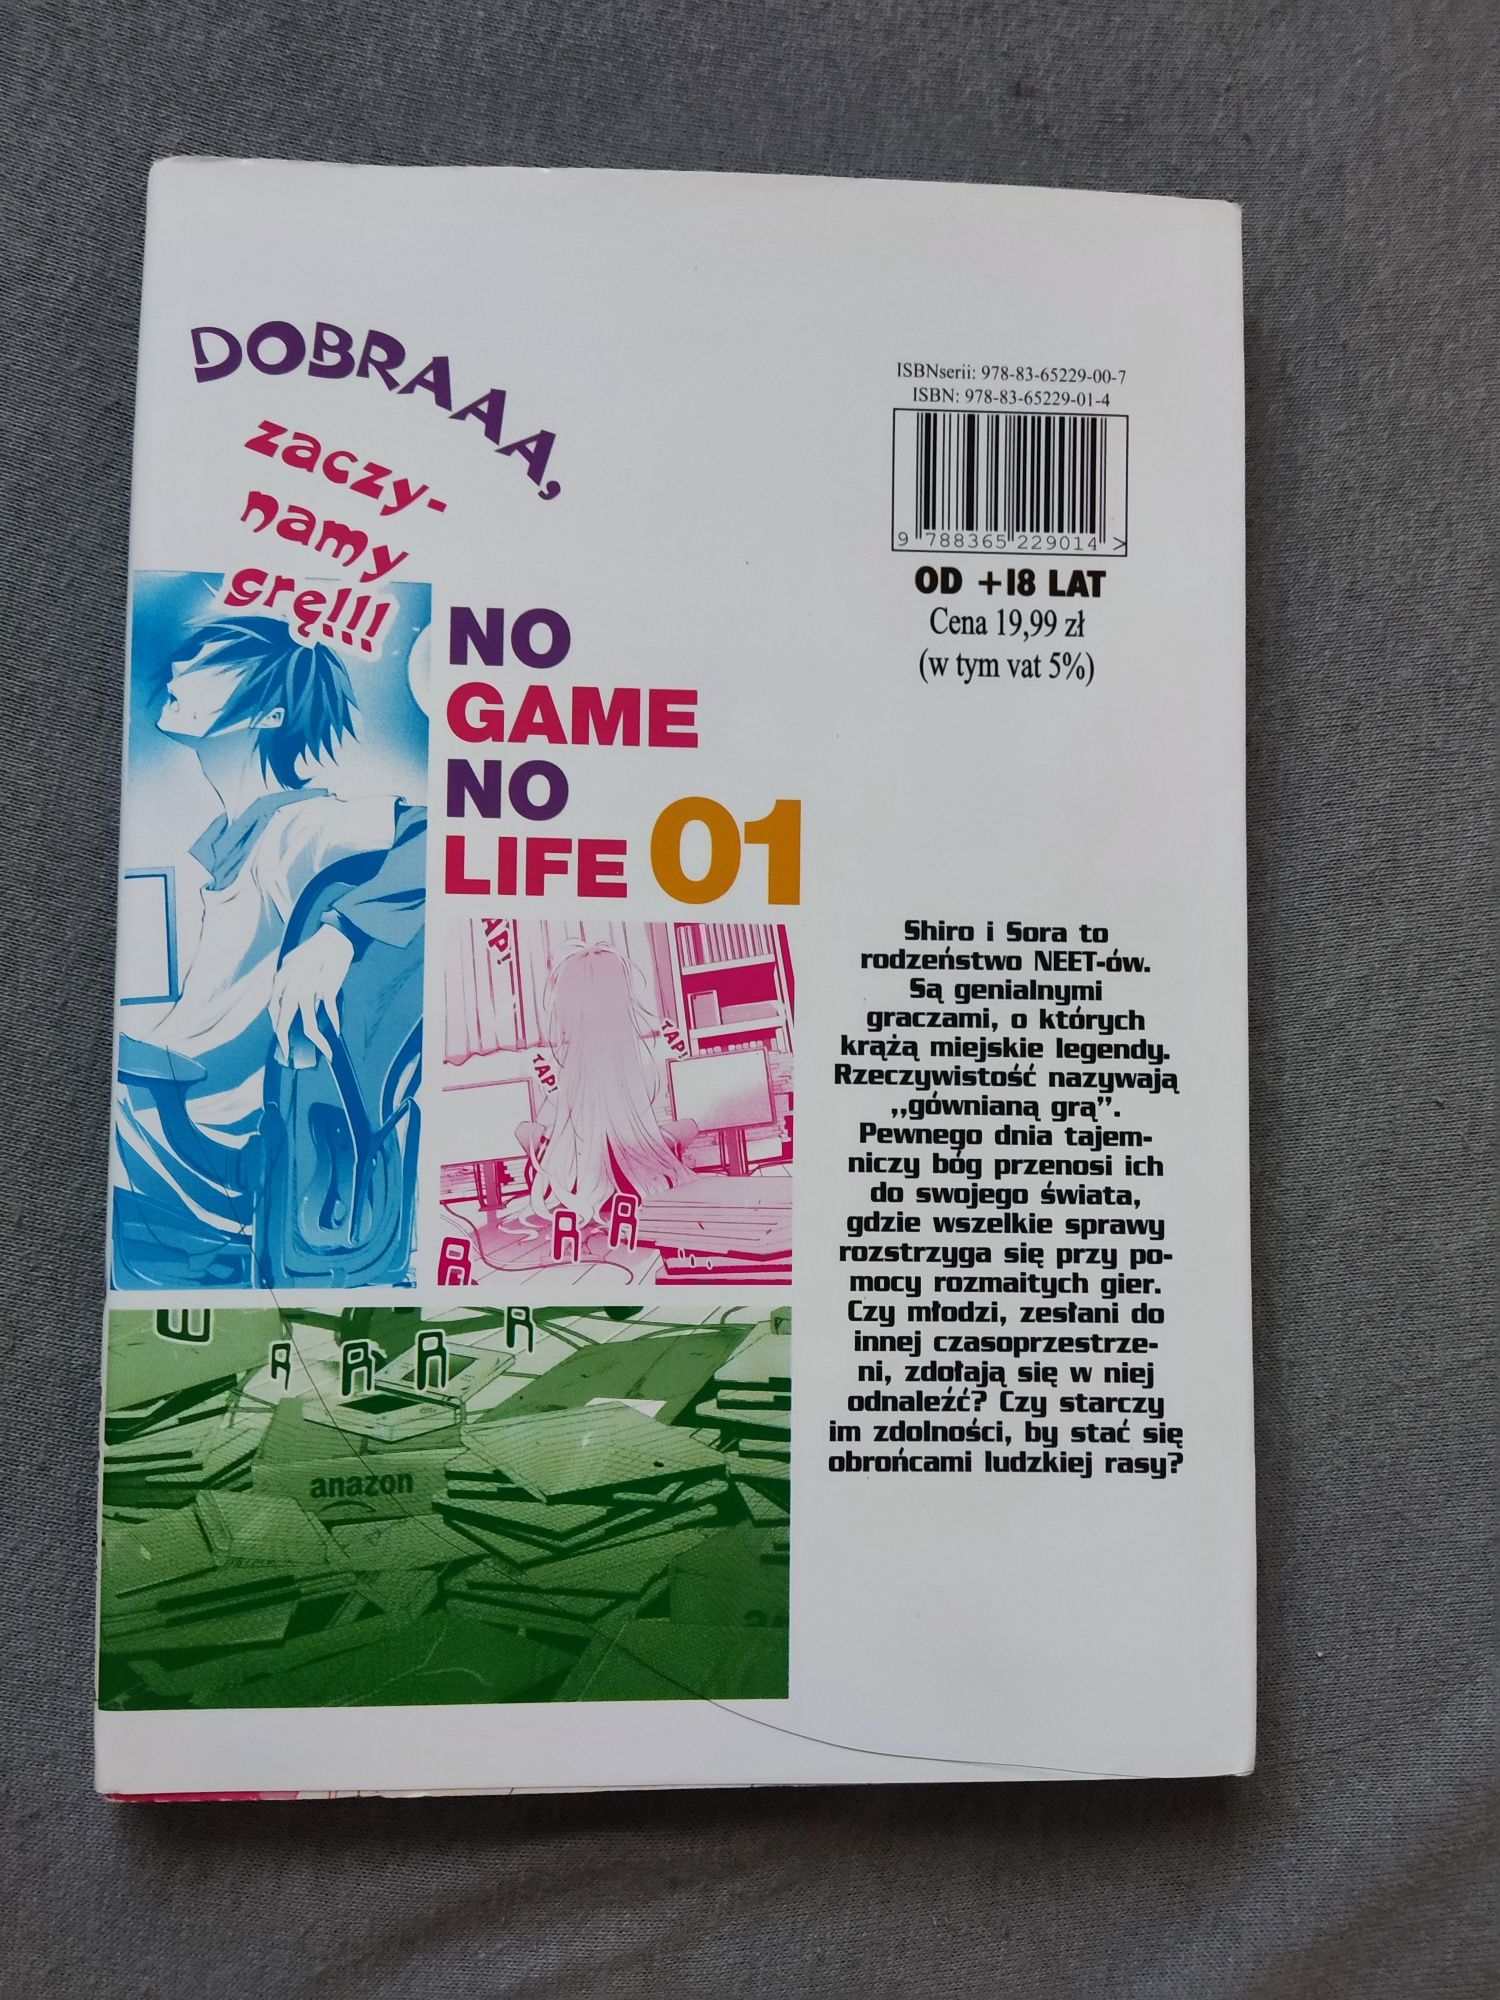 DOBRAAA,
zaczy-
namy
grę!!!
ISBNserii: 978-83-65229-00-7
ISBN: 978-83-65229-01-4
9 788365 229014 >
OD +18 LAT
Cena 19,99 zł
(w tym vat 5%)
NO
GAME
NO
LIFE 01
TAP!
TAP!
TAP!
R
R
R
R
R
R
R
R
anazon
Shiro i Sora to
rodzeństwo NEET-ów.
Są genialnymi
graczami, o których
krążą miejskie legendy.
Rzeczywistość nazywają
,,gównianą grą”.
Pewnego dnia tajem-
niczy bóg przenosi ich
do swojego świata,
gdzie wszelkie sprawy
rozstrzyga się przy po-
mocy rozmaitych gier.
Czy młodzi, zesłani do
innej czasoprzestrze-
ni, zdołają się w niej
odnaleźć? Czy starczy
im zdolności, by stać się
obrońcami ludzkiej rasy?